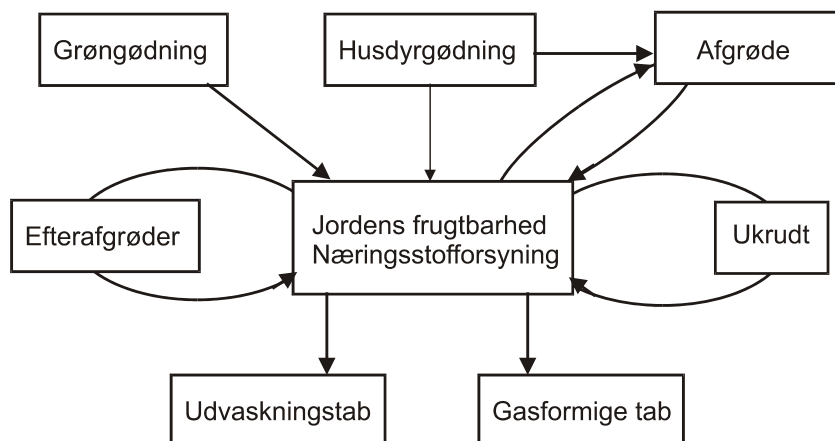 Grøngødning
Husdyrgødning
Afgrøde
Efterafgrøder
Jordens frugtbarhed
Næringsstofforsyning
Ukrudt
Udvaskningstab
Gasformige tab